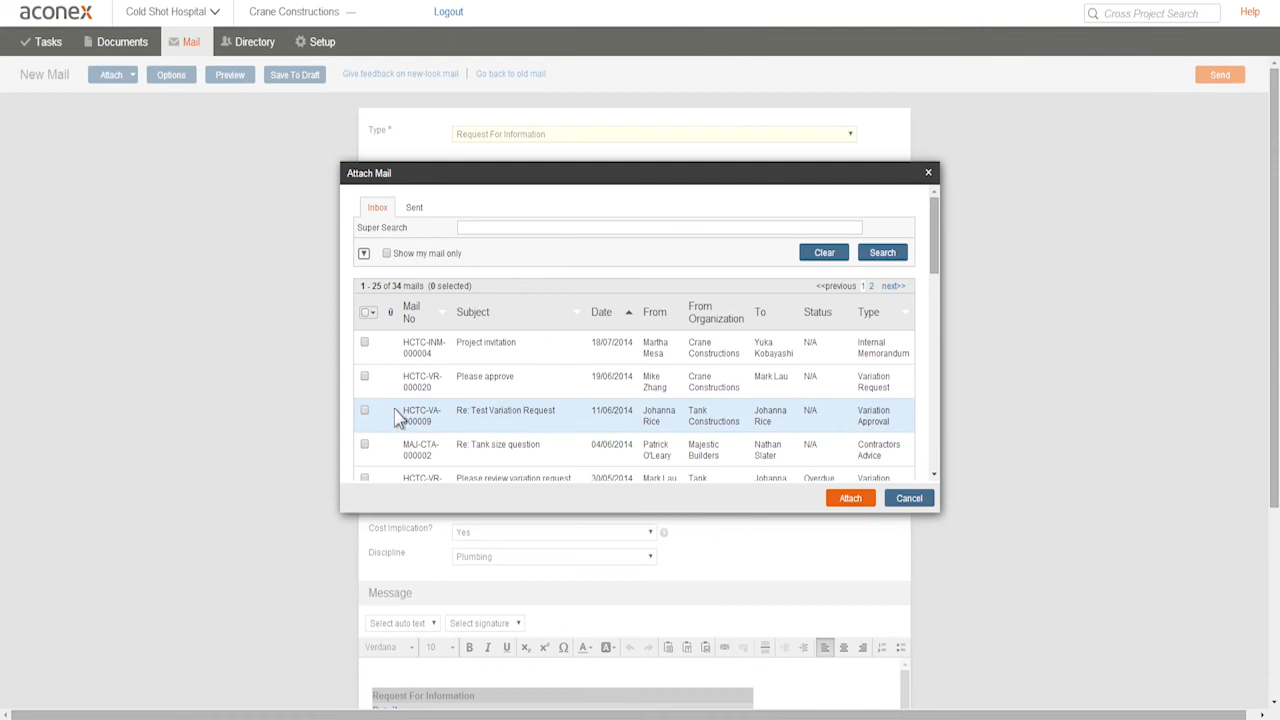 aconex Cold Shot Hospital Crane Constructions — Logout Cross Project Search Help
Tasks Documents Mail Directory Setup
New Mail Attach Options Preview Save To Draft Give feedback on new-look mail | Go back to old mail Send
Type * Request For Information
Attach Mail ×
Inbox Sent
Super Search
Show my mail only Clear Search
1 - 25 of 34 mails (0 selected) <<previous 1 2 next>>
Mail No Subject Date From From Organization To Status Type
HCTC-INM-000004 Project invitation 18/07/2014 Martha Mesa Crane Constructions Yuka Kobayashi N/A Internal Memorandum
HCTC-VR-000020 Please approve 19/06/2014 Mike Zhang Crane Constructions Mark Lau N/A Variation Request
HCTC-VA-000009 Re: Test Variation Request 11/06/2014 Johanna Rice Tank Constructions Johanna Rice N/A Variation Approval
MAJ-CTA-000002 Re: Tank size question 04/06/2014 Patrick O'Leary Majestic Builders Nathan Slater N/A Contractors Advice
HCTC-VR- Please review variation request 30/05/2014 Mark Lau Tank Johanna Overdue Variation
Attach Cancel
Cost Implication? Yes
Discipline Plumbing
Message
Select auto text Select signature
Verdana 10 B I U
Request For Information